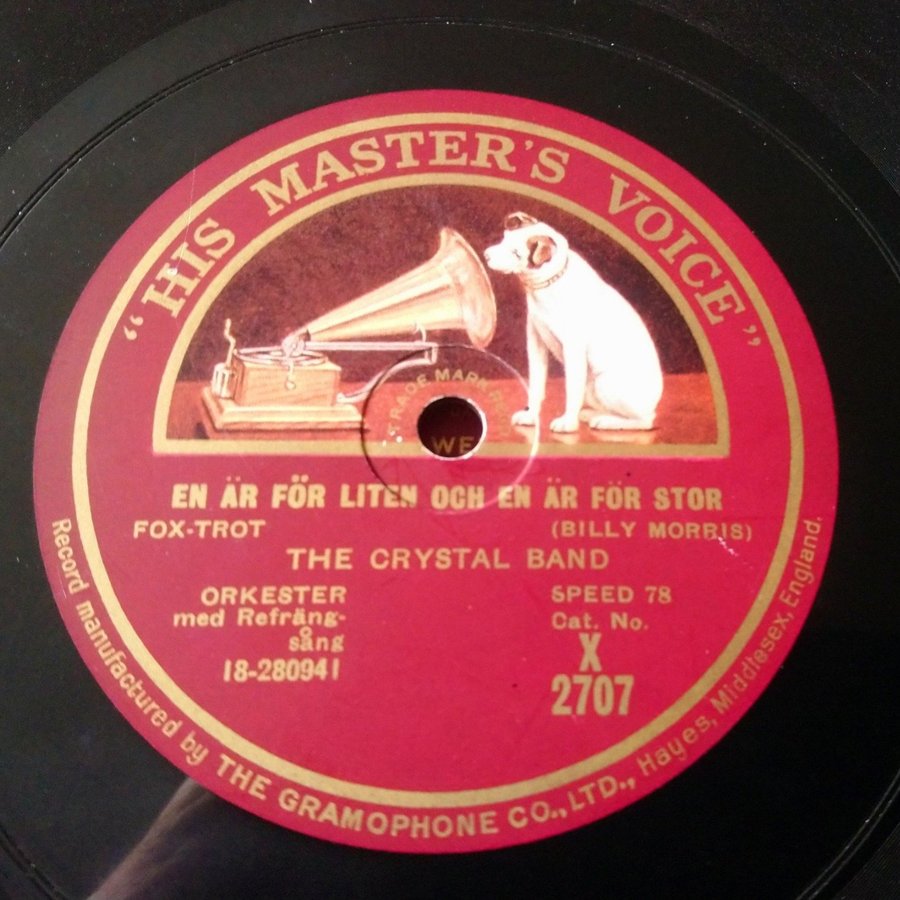 "HIS MASTER'S VOICE"
TRADE MARK
WE
EN ÄR FÖR LITEN OCH EN ÄR FÖR STOR
FOX-TROT (BILLY MORRIS)
THE CRYSTAL BAND
ORKESTER SPEED 78
med Refräng- Cat. No.
sång X
18-280941 2707
Record manufactured by THE GRAMOPHONE CO., LTD., Hayes, Middlesex, England.